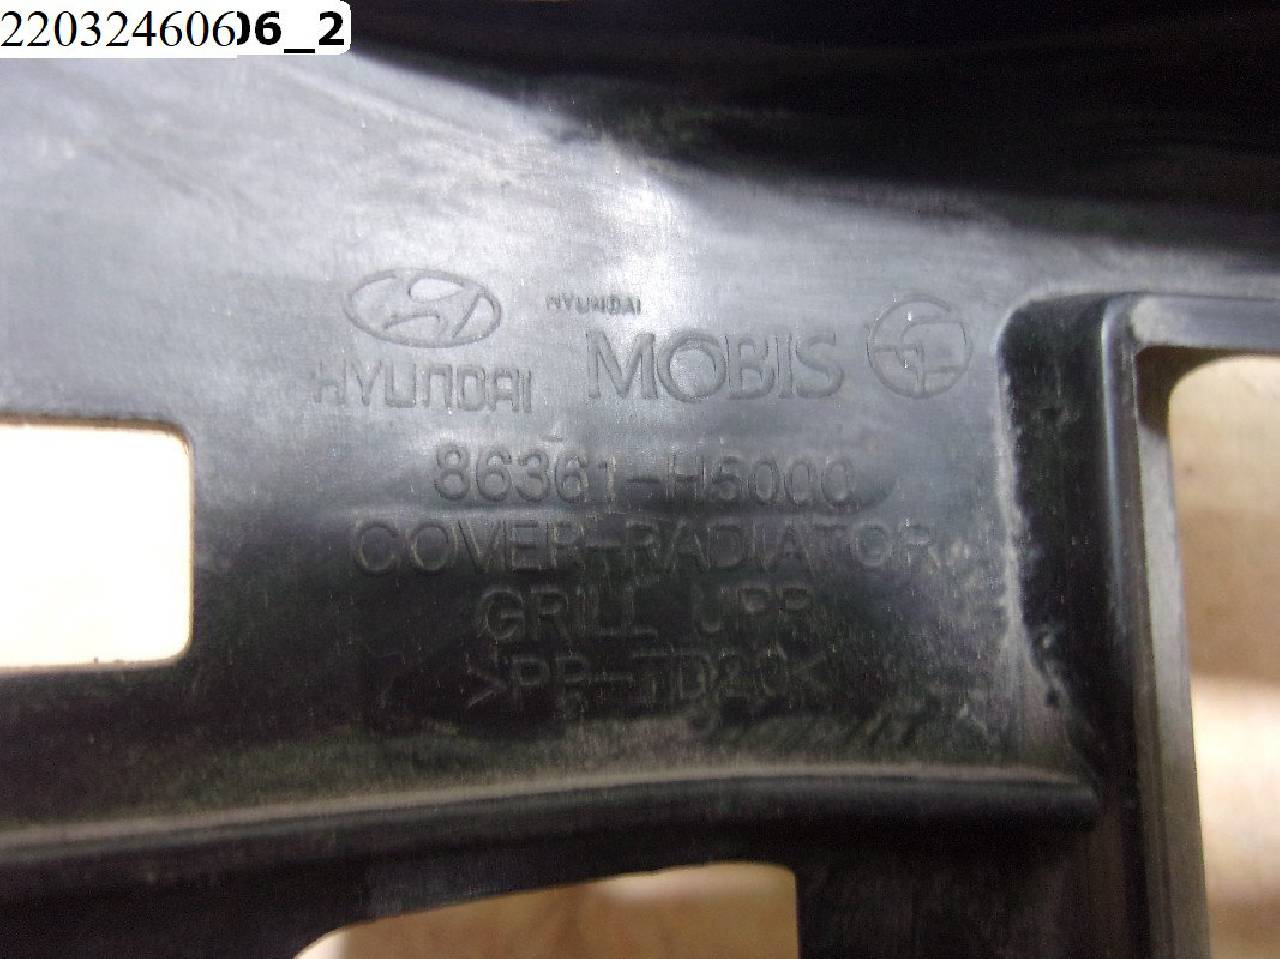 22032460606_2
HYUNDAI
HYUNDAI MOBIS
86361-H5000
COVER-RADIATOR
GRILL UPR
>PP-TD20<